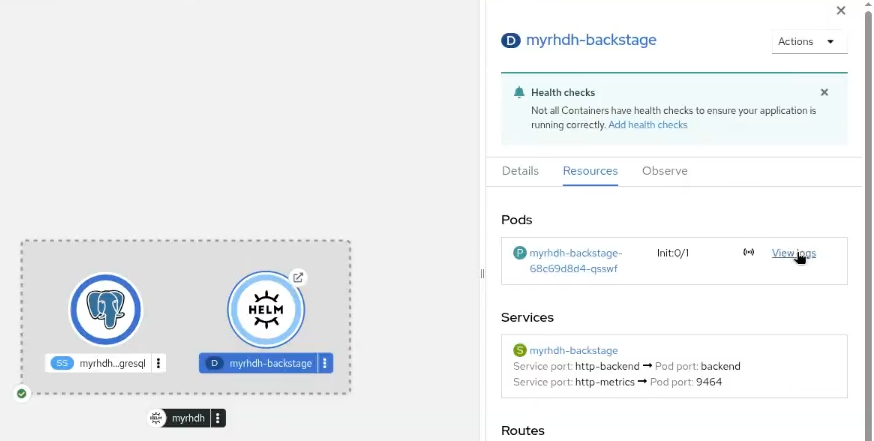 D myrhdh-backstage
Actions
Health checks
Not all Containers have health checks to ensure your application is
running correctly. Add health checks
Details Resources Observe
Pods
P myrhdh-backstage-
68c69d8d4-qsswf
Init:0/1
View logs
Services
S myrhdh-backstage
Service port: http-backend → Pod port: backend
Service port: http-metrics → Pod port: 9464
Routes
HELM
SS myrhdh...gresql
D myrhdh-backstage
HELM myrhdh